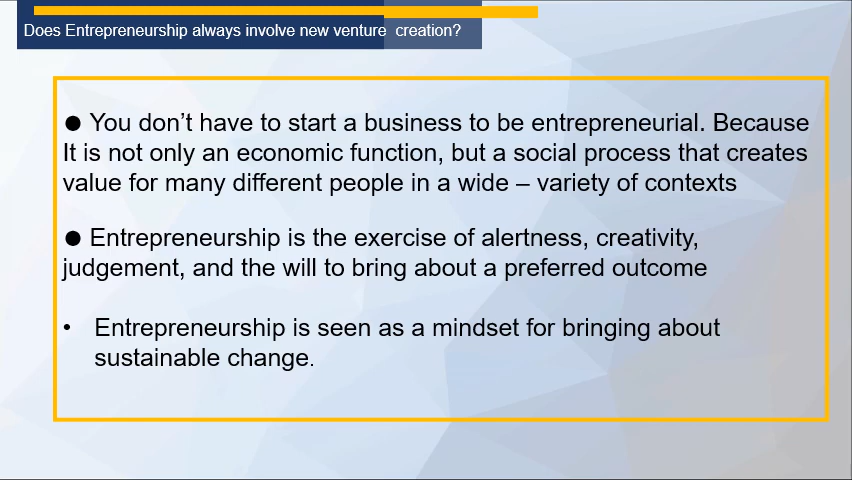 Does Entrepreneurship always involve new venture creation?
● You don’t have to start a business to be entrepreneurial. Because
It is not only an economic function, but a social process that creates
value for many different people in a wide – variety of contexts
● Entrepreneurship is the exercise of alertness, creativity,
judgement, and the will to bring about a preferred outcome
• Entrepreneurship is seen as a mindset for bringing about
sustainable change.